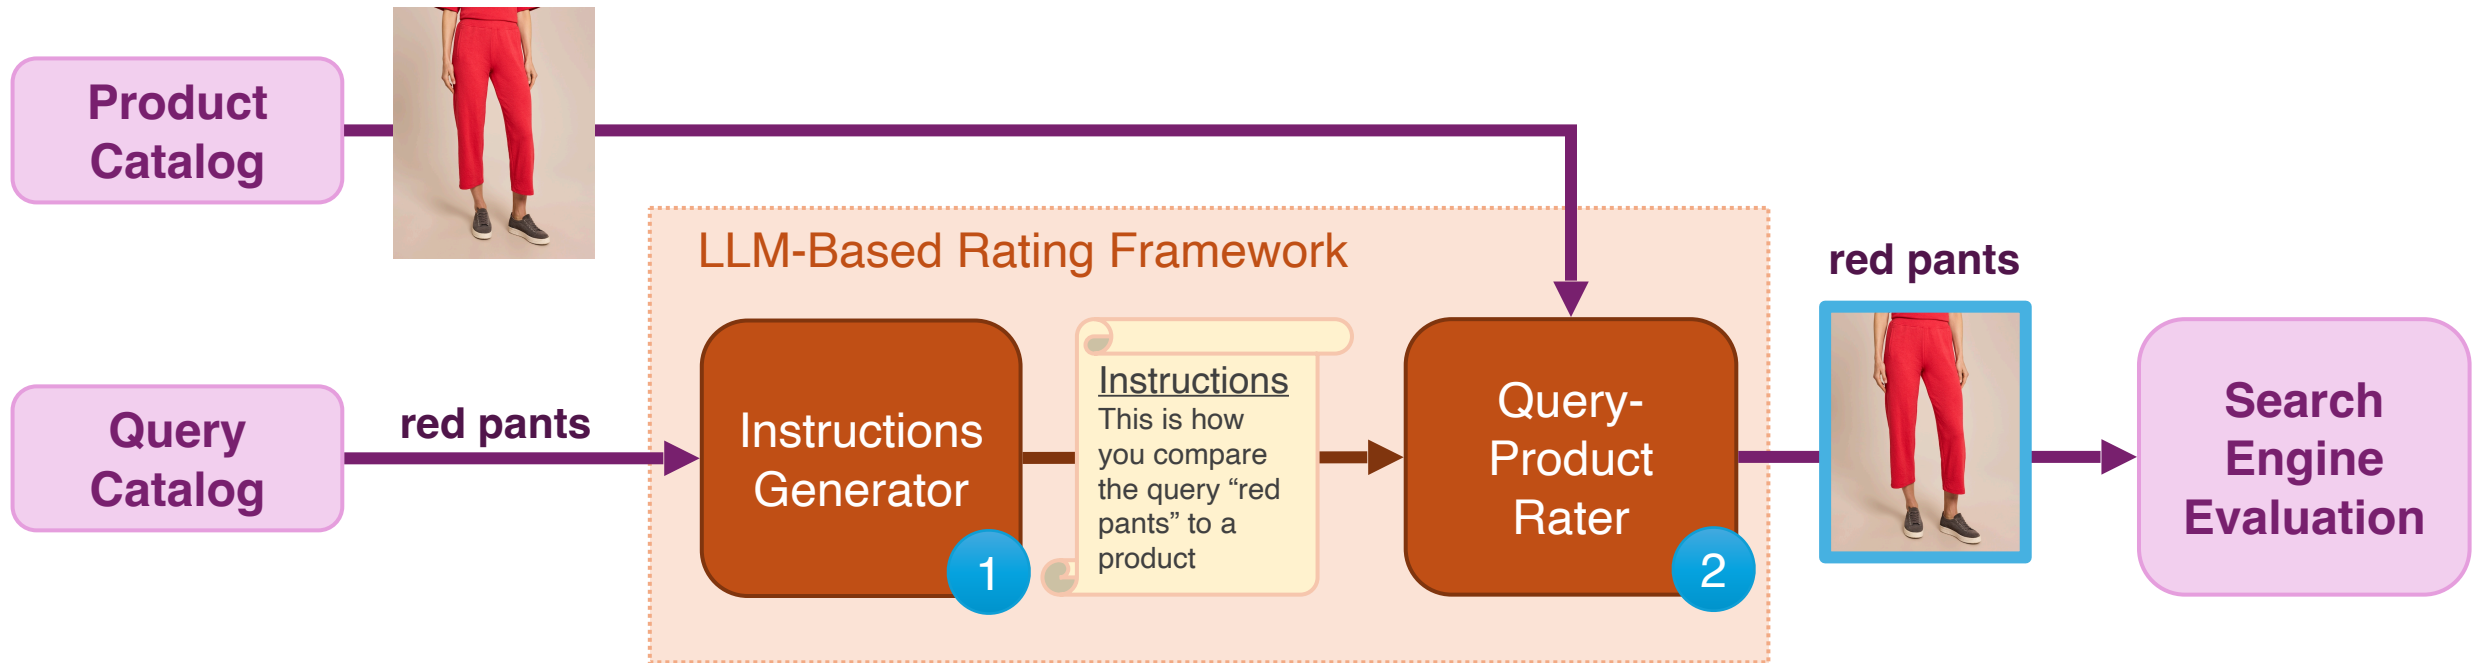 Product
Catalog
LLM-Based Rating Framework
red pants
Query
Catalog
red pants
Instructions
Generator
1
Instructions
This is how
you compare
the query “red
pants” to a
product
Query-
Product
Rater
2
Search
Engine
Evaluation